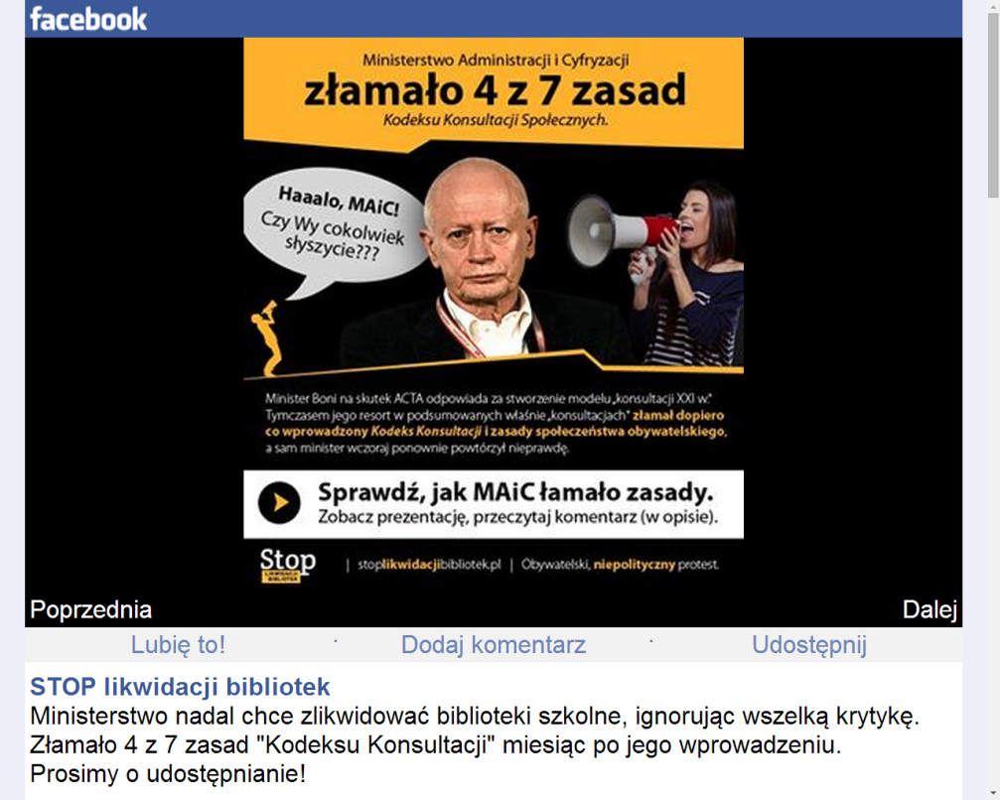 facebook
Ministerstwo Administracji i Cyfryzacji
złamało 4 z 7 zasad
Kodeksu Konsultacji Społecznych.
Haaalo, MAiC!
Czy Wy cokolwiek
słyszycie???
Minister Boni na skutek ACTA odpowiada za stworzenie modelu „konsultacji XXI w."
Tymczasem jego resort w podsumowanych właśnie „konsultacjach" złamał dopiero
co wprowadzony Kodeks Konsultacji i zasady społeczeństwa obywatelskiego,
a sam minister wczoraj ponownie powtórzył nieprawdę.
Sprawdź, jak MAiC łamało zasady.
Zobacz prezentację, przeczytaj komentarz (w opisie).
Stop
LIKWIDACJI
BIBLIOTEK
| stoplikwidacjibibliotek.pl | Obywatelski, niepolityczny protest.
Poprzednia Dalej
Lubię to! · Dodaj komentarz · Udostępnij
STOP likwidacji bibliotek
Ministerstwo nadal chce zlikwidować biblioteki szkolne, ignorując wszelką krytykę.
Złamało 4 z 7 zasad "Kodeksu Konsultacji" miesiąc po jego wprowadzeniu.
Prosimy o udostępnianie!